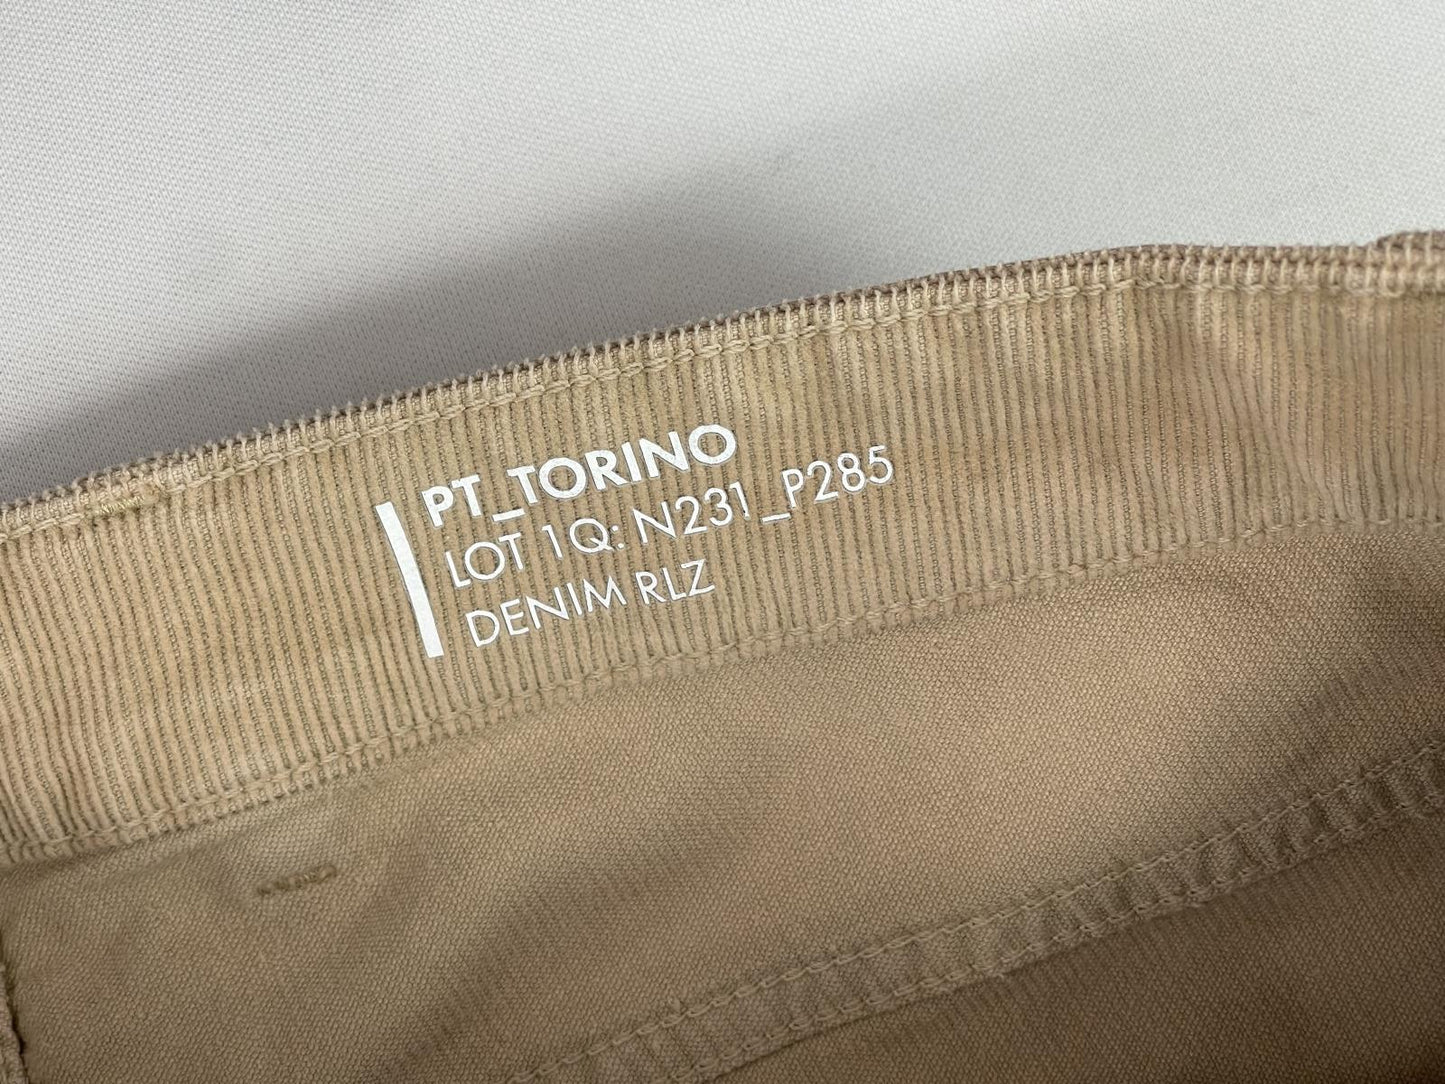 PT_TORINO
LOT 1Q: N231_P285
DENIM RLZ